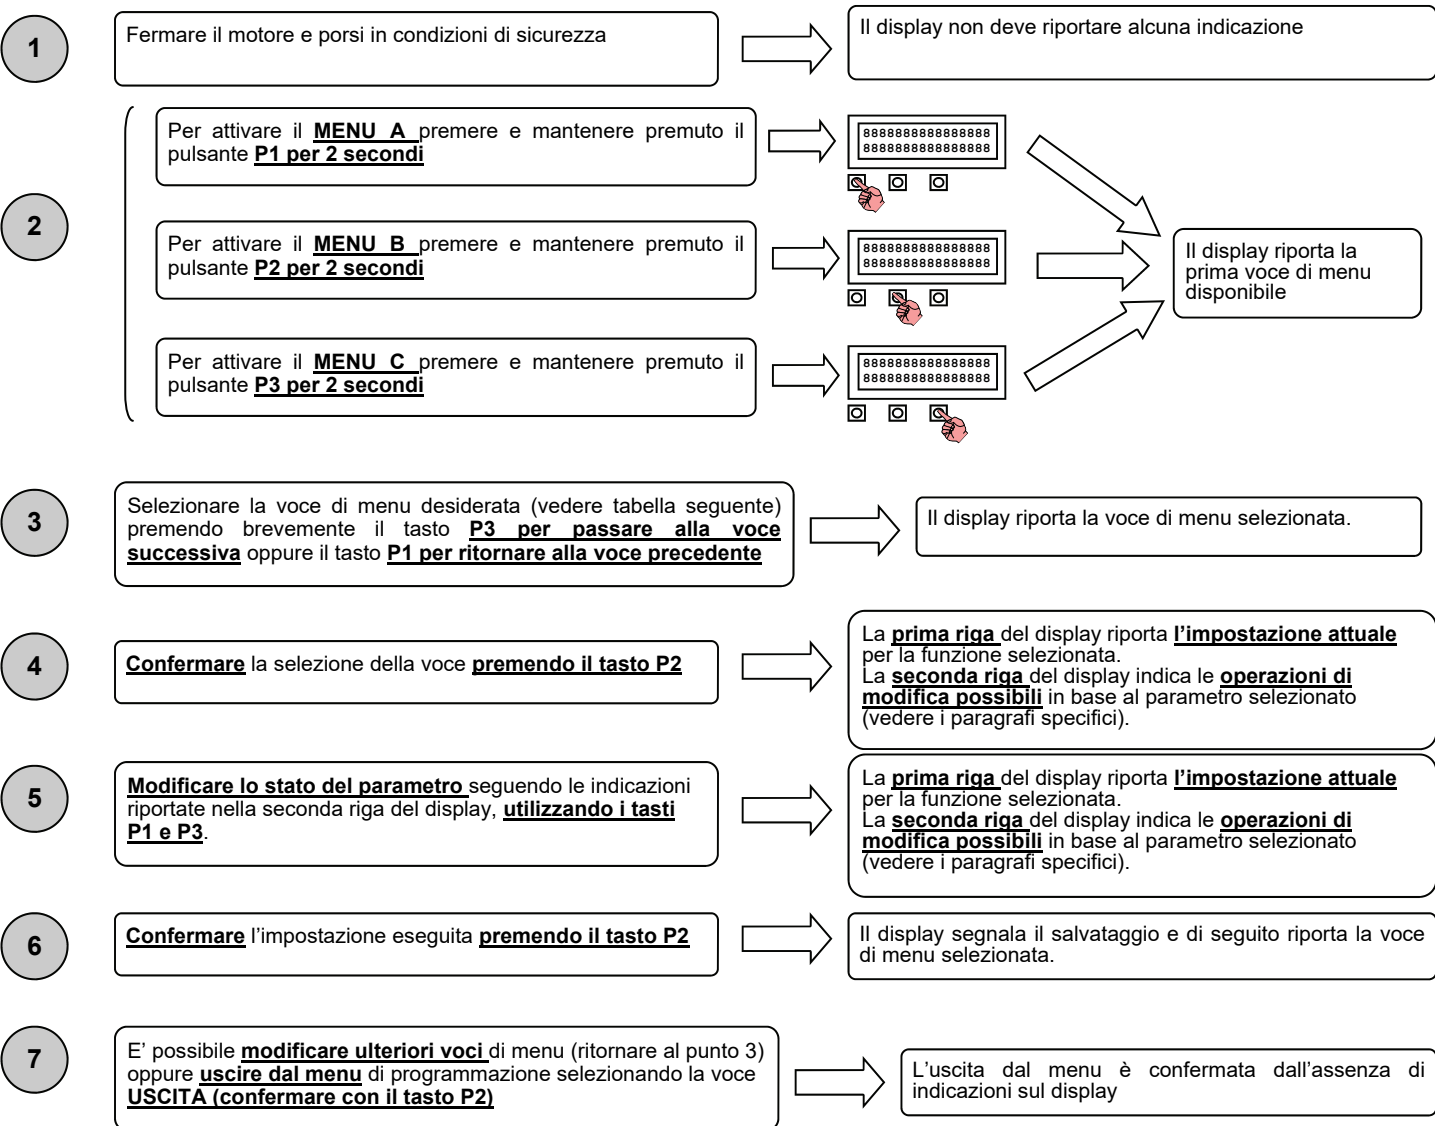 1
Fermare il motore e porsi in condizioni di sicurezza
Il display non deve riportare alcuna indicazione
2
Per attivare il MENU A premere e mantenere premuto il
pulsante P1 per 2 secondi
8888888888888888
8888888888888888
Per attivare il MENU B premere e mantenere premuto il
pulsante P2 per 2 secondi
8888888888888888
8888888888888888
Per attivare il MENU C premere e mantenere premuto il
pulsante P3 per 2 secondi
8888888888888888
8888888888888888
Il display riporta la
prima voce di menu
disponibile
3
Selezionare la voce di menu desiderata (vedere tabella seguente)
premendo brevemente il tasto P3 per passare alla voce
successiva oppure il tasto P1 per ritornare alla voce precedente
Il display riporta la voce di menu selezionata.
4
Confermare la selezione della voce premendo il tasto P2
La prima riga del display riporta l'impostazione attuale
per la funzione selezionata.
La seconda riga del display indica le operazioni di
modifica possibili in base al parametro selezionato
(vedere i paragrafi specifici).
5
Modificare lo stato del parametro seguendo le indicazioni
riportate nella seconda riga del display, utilizzando i tasti
P1 e P3.
La prima riga del display riporta l'impostazione attuale
per la funzione selezionata.
La seconda riga del display indica le operazioni di
modifica possibili in base al parametro selezionato
(vedere i paragrafi specifici).
6
Confermare l'impostazione eseguita premendo il tasto P2
Il display segnala il salvataggio e di seguito riporta la voce
di menu selezionata.
7
E' possibile modificare ulteriori voci di menu (ritornare al punto 3)
oppure uscire dal menu di programmazione selezionando la voce
USCITA (confermare con il tasto P2)
L'uscita dal menu è confermata dall'assenza di
indicazioni sul display